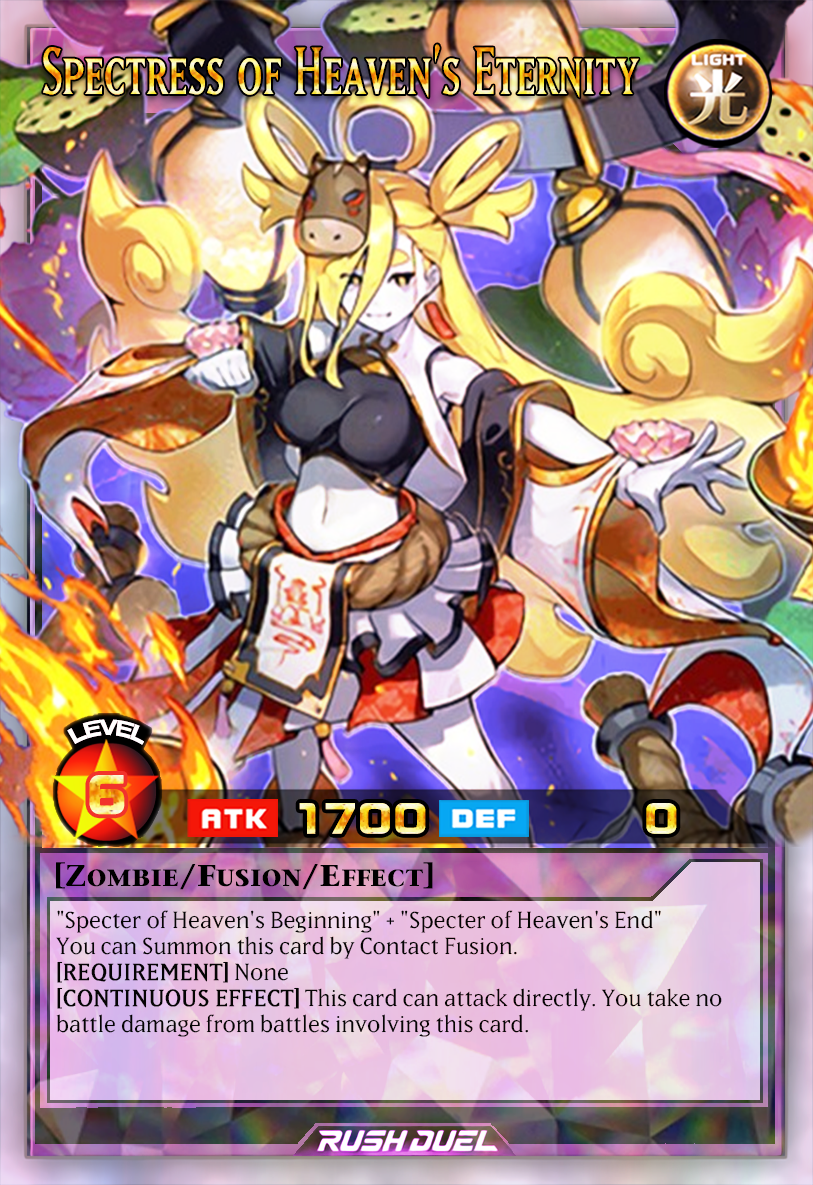 Spectress of Heaven's Eternity
LIGHT
光
LEVEL
6
ATK 1700 DEF 0
[Zombie/Fusion/Effect]
"Specter of Heaven's Beginning" + "Specter of Heaven's End"
You can Summon this card by Contact Fusion.
[REQUIREMENT] None
[CONTINUOUS EFFECT] This card can attack directly. You take no
battle damage from battles involving this card.
RUSH DUEL